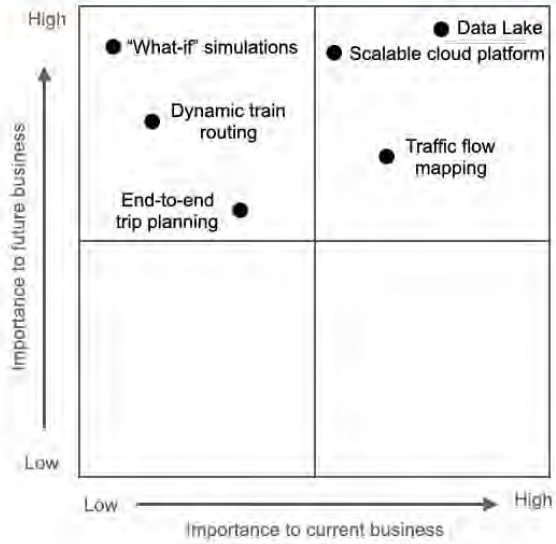 High
"What-if" simulations
Data Lake
Scalable cloud platform
Dynamic train
routing
Traffic flow
mapping
End-to-end
trip planning
Importance to future business
Low
Low
High
Importance to current business